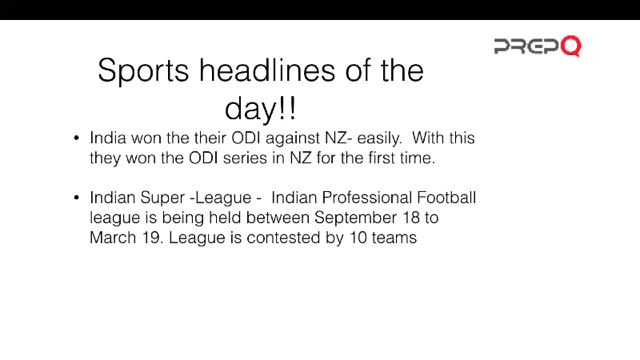 PREPQ
Sports headlines of the
day!!
• India won the their ODI against NZ- easily. With this
they won the ODI series in NZ for the first time.
• Indian Super -League - Indian Professional Football
league is being held between September 18 to
March 19. League is contested by 10 teams